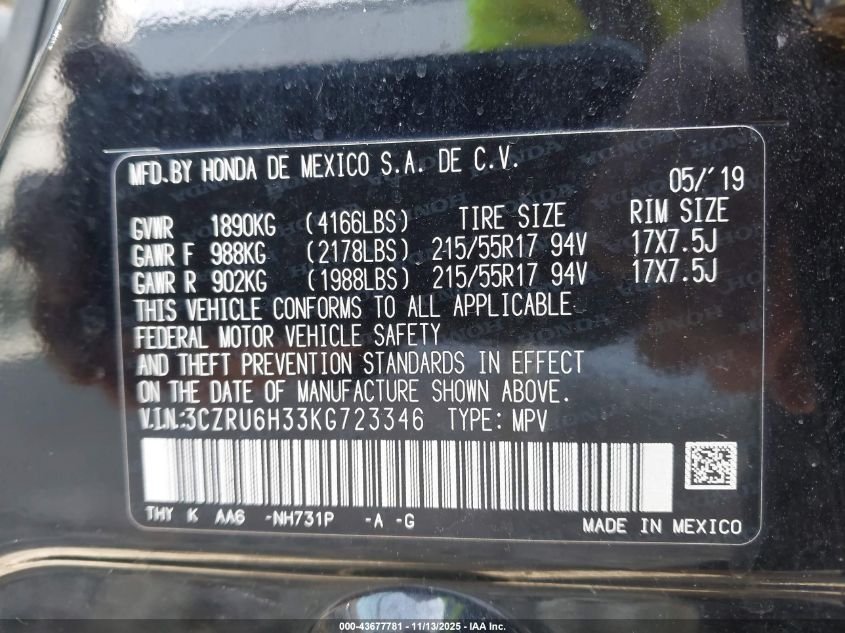 MFD.BY HONDA DE MEXICO S.A. DE C.V.
05/'19
GVWR 1890KG (4166LBS) TIRE SIZE RIM SIZE
GAWR F 988KG (2178LBS) 215/55R17 94V 17X7.5J
GAWR R 902KG (1988LBS) 215/55R17 94V 17X7.5J
THIS VEHICLE CONFORMS TO ALL APPLICABLE
FEDERAL MOTOR VEHICLE SAFETY
AND THEFT PREVENTION STANDARDS IN EFFECT
ON THE DATE OF MANUFACTURE SHOWN ABOVE.
V.I.N:3CZRU6H33KG723346 TYPE: MPV
THY K AA6 -NH731P -A -G
MADE IN MEXICO
000-43677781 - 11/13/2025 - IAA Inc.